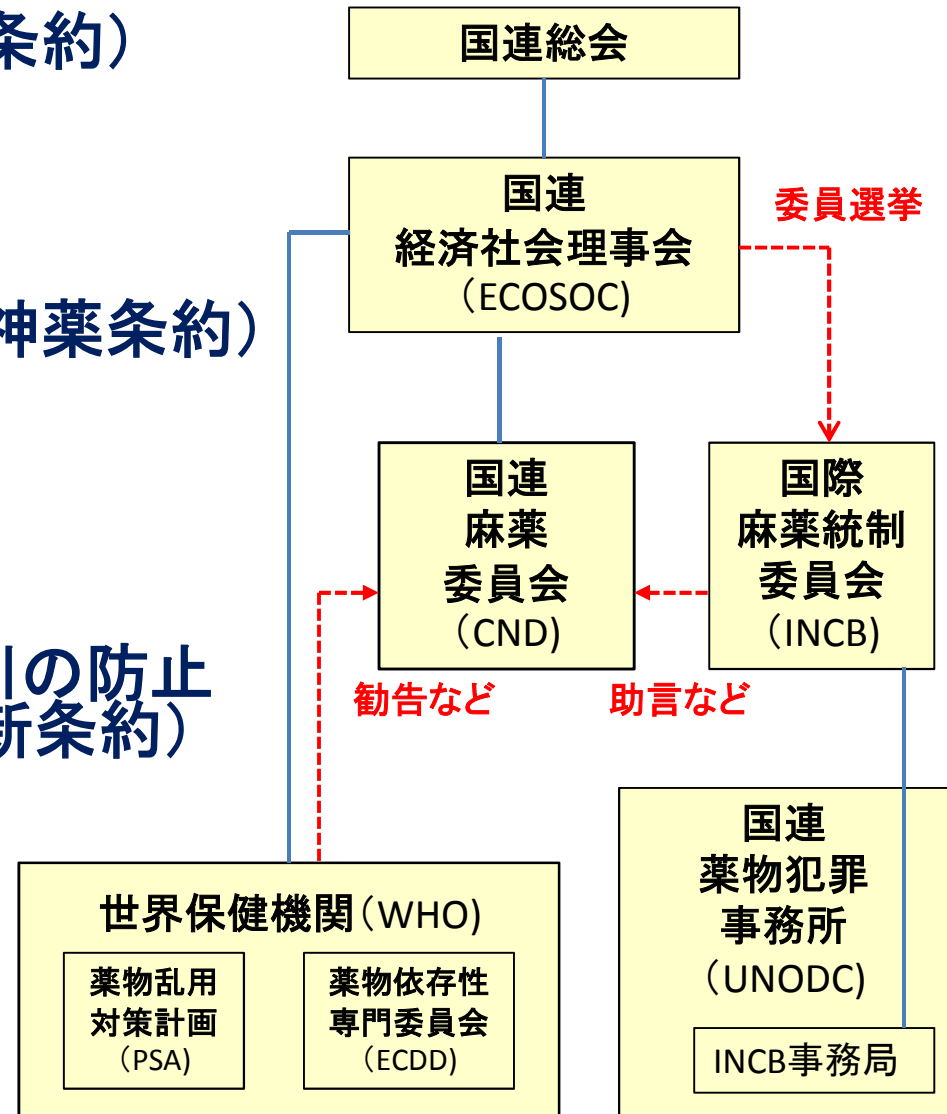 条約）
国連総会
国連
経済社会理事会
（ECOSOC)
委員選挙
神薬条約）
国連
麻薬
委員会
（CND)
国際
麻薬統制
委員会
（INCB)
の防止
新条約）
勧告など
助言など
世界保健機関（WHO)
薬物乱用
対策計画
（PSA)
薬物依存性
専門委員会
（ECDD)
国連
薬物犯罪
事務所
（UNODC)
INCB事務局